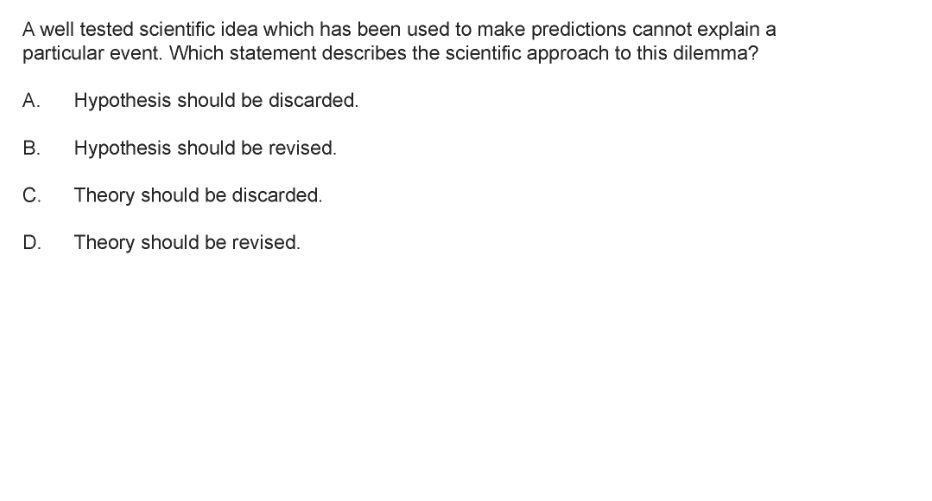 A well tested scientific idea which has been used to make predictions cannot explain a
particular event. Which statement describes the scientific approach to this dilemma?
A. Hypothesis should be discarded.
B. Hypothesis should be revised.
C. Theory should be discarded.
D. Theory should be revised.